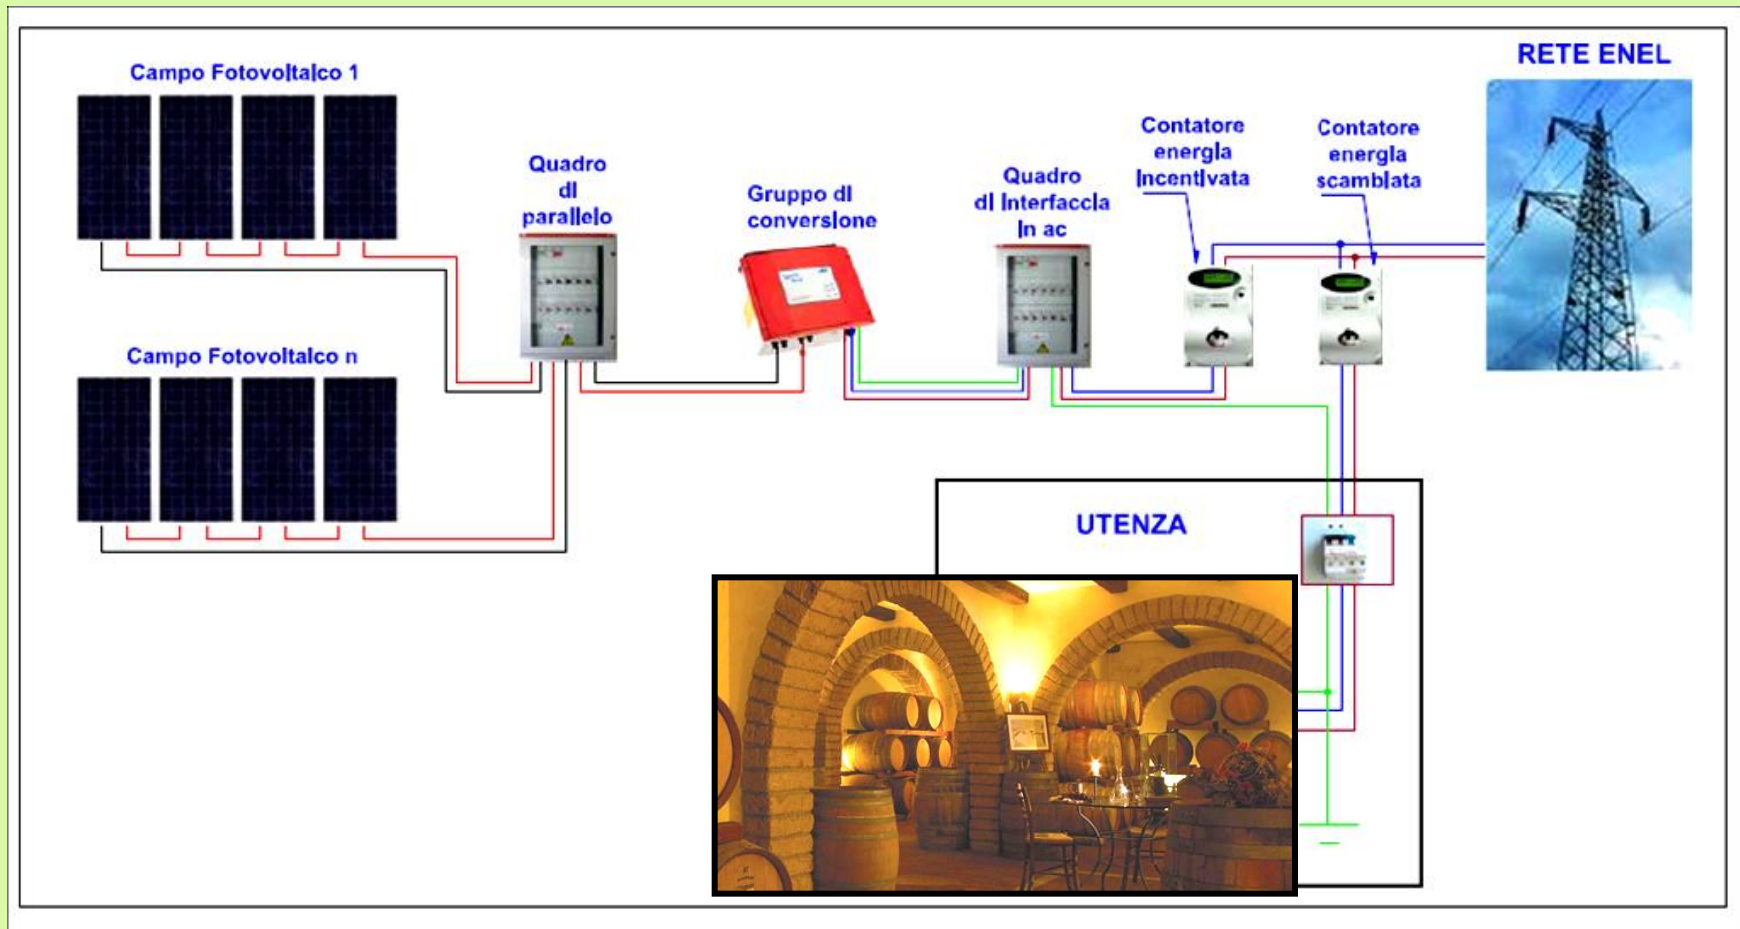 RETE ENEL
Campo Fotovoltaico 1
Contatore
energia
incentivata
Contatore
energia
scambiata
Quadro
di
parallelo
Gruppo di
conversione
Quadro
di interfaccia
in ac
Campo Fotovoltaico n
UTENZA